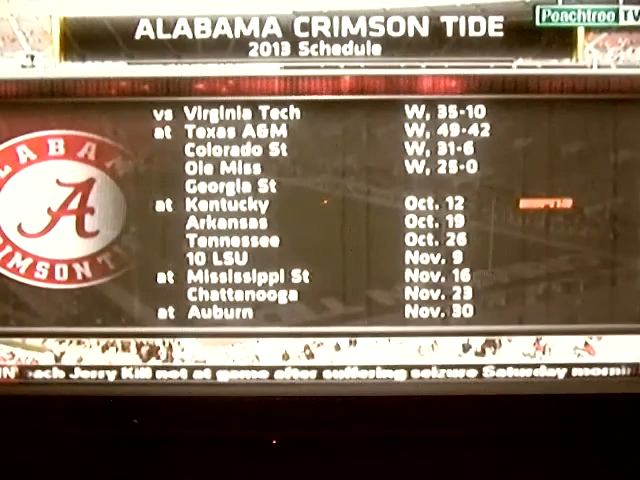 Peachtree TV
ALABAMA CRIMSON TIDE
2013 Schedule
vs Virginia Tech W, 35-10
at Texas A&M W, 49-42
Colorado St W, 31-6
Ole Miss W, 25-0
Georgia St
at Kentucky Oct. 12
Arkansas Oct. 19
Tennessee Oct. 26
10 LSU Nov. 9
at Mississippi St Nov. 16
Chattanooga Nov. 23
at Auburn Nov. 30
ALABAMA
A
CRIMSON
Jerry Kill not at game after suffering seizure Saturday